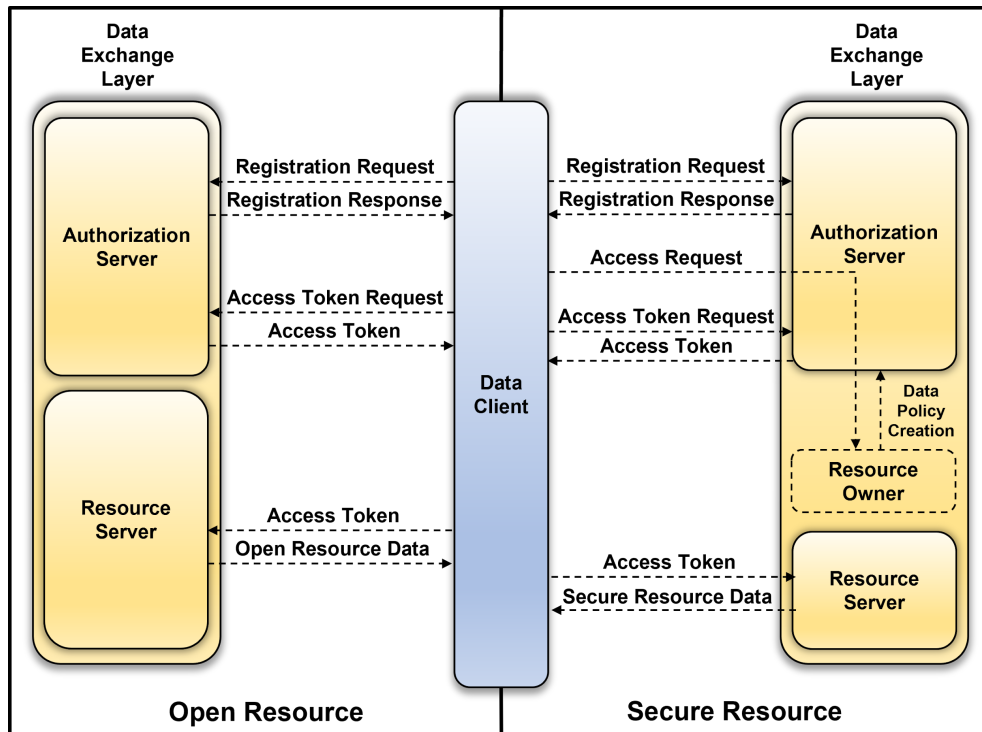 Data
Exchange
Layer
Authorization
Server
Resource
Server
Registration Request
Registration Response
Access Token Request
Access Token
Access Token
Open Resource Data
Open Resource
Data
Client
Registration Request
Registration Response
Access Request
Access Token Request
Access Token
Access Token
Secure Resource Data
Data
Exchange
Layer
Authorization
Server
Data
Policy
Creation
Resource
Owner
Resource
Server
Secure Resource